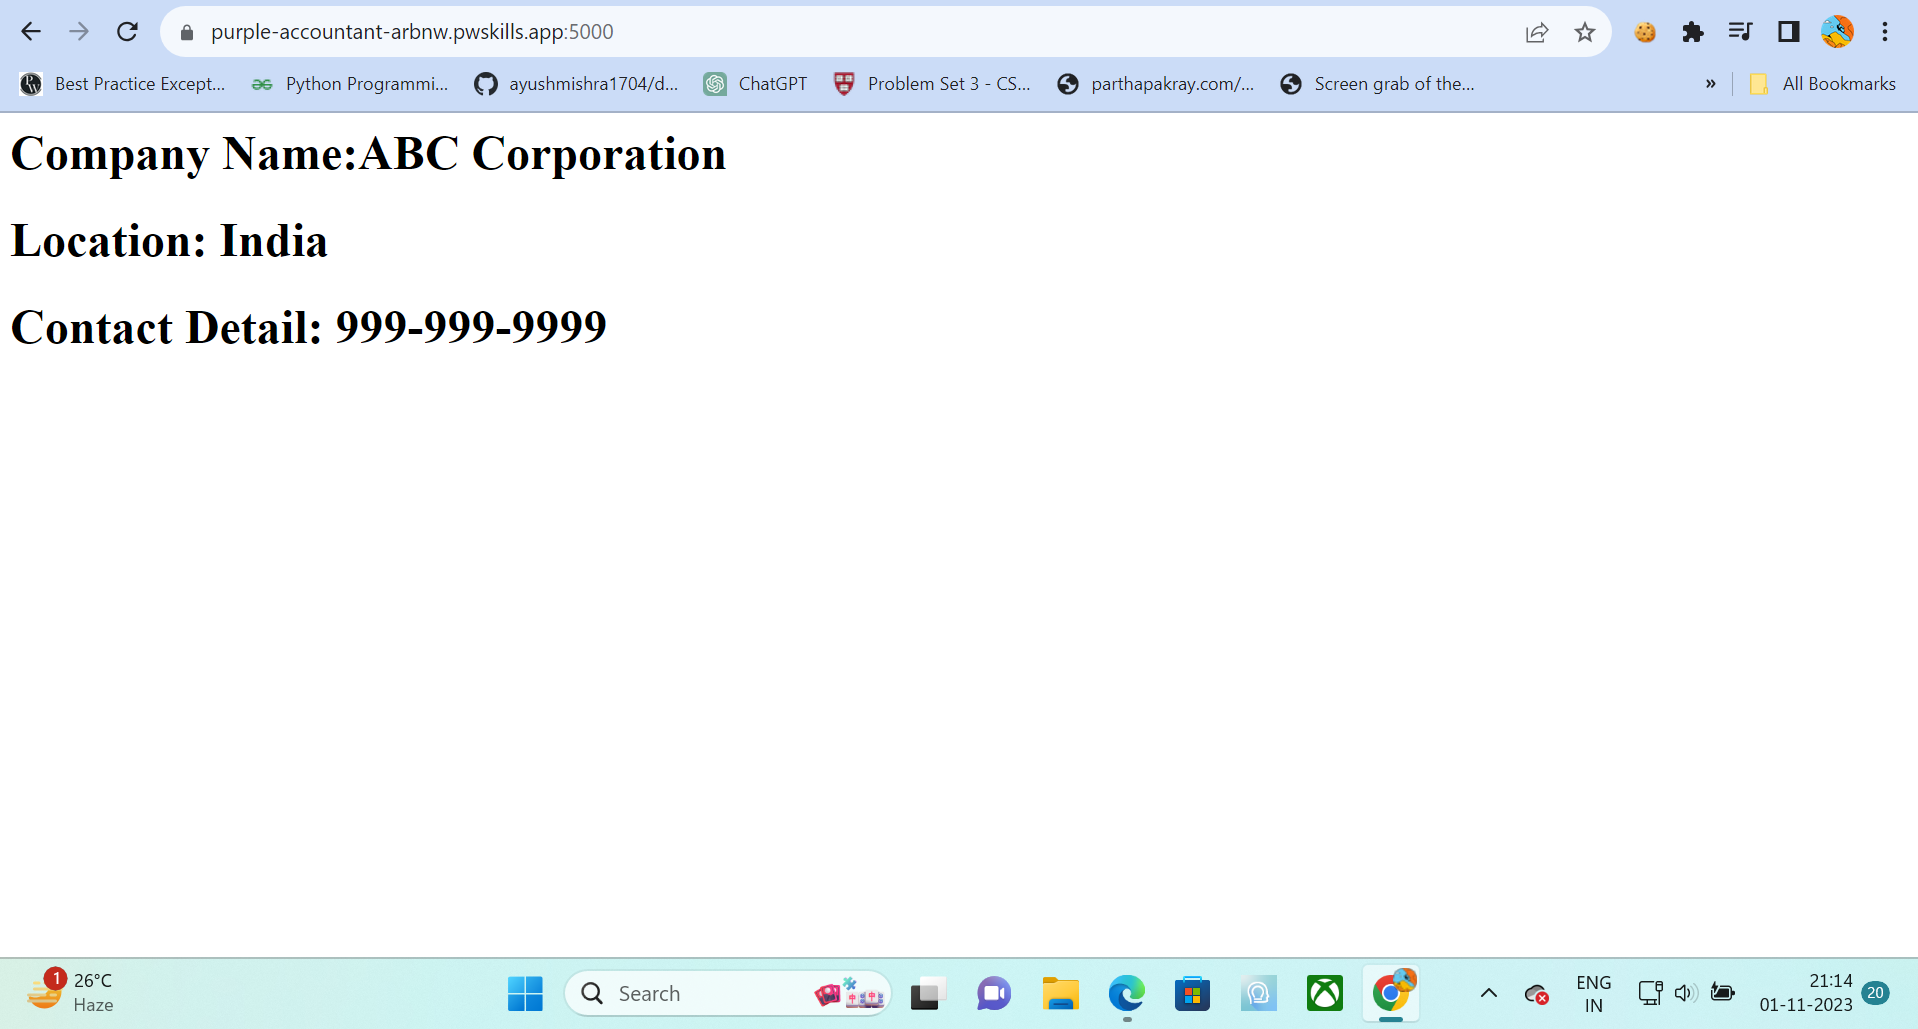 purple-accountant-arbnw.pwskills.app:5000
Best Practice Except... Python Programmi... ayushmishra1704/d... ChatGPT Problem Set 3 - CS... parthapakray.com/... Screen grab of the... » All Bookmarks
Company Name:ABC Corporation
Location: India
Contact Detail: 999-999-9999
1 26°C
Haze
Search
ENG
IN
21:14
01-11-2023
20